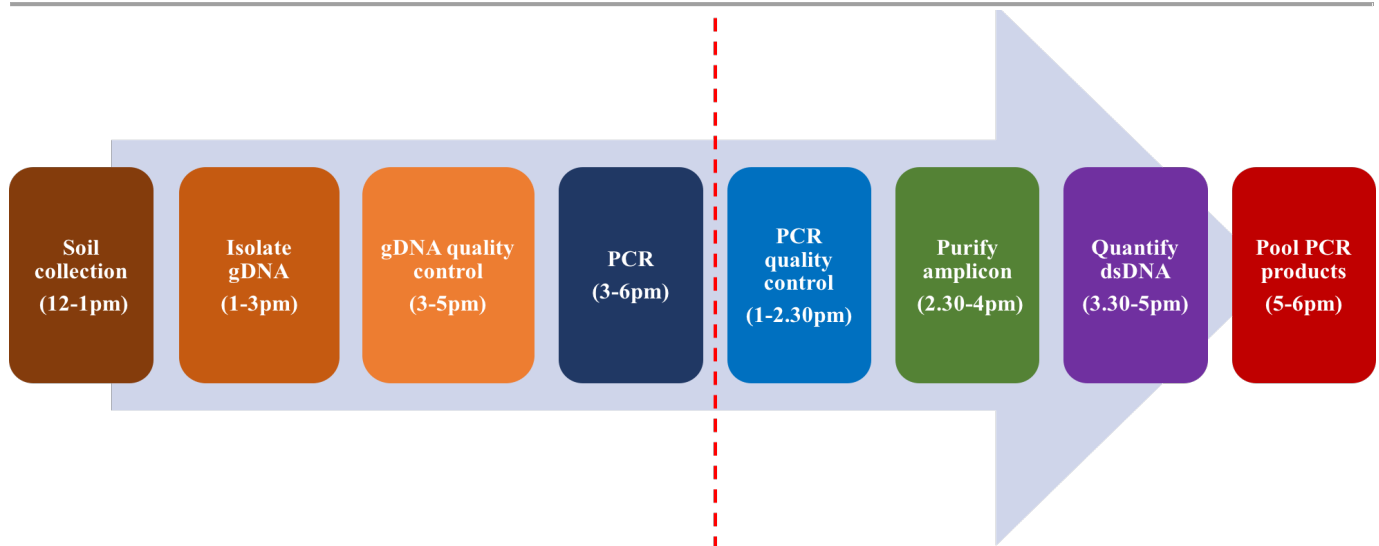 Soil
collection
(12-1pm)
Isolate
gDNA
(1-3pm)
gDNA quality
control
(3-5pm)
PCR
(3-6pm)
PCR
quality
control
(1-2.30pm)
Purify
amplicon
(2.30-4pm)
Quantify
dsDNA
(3.30-5pm)
Pool PCR
products
(5-6pm)